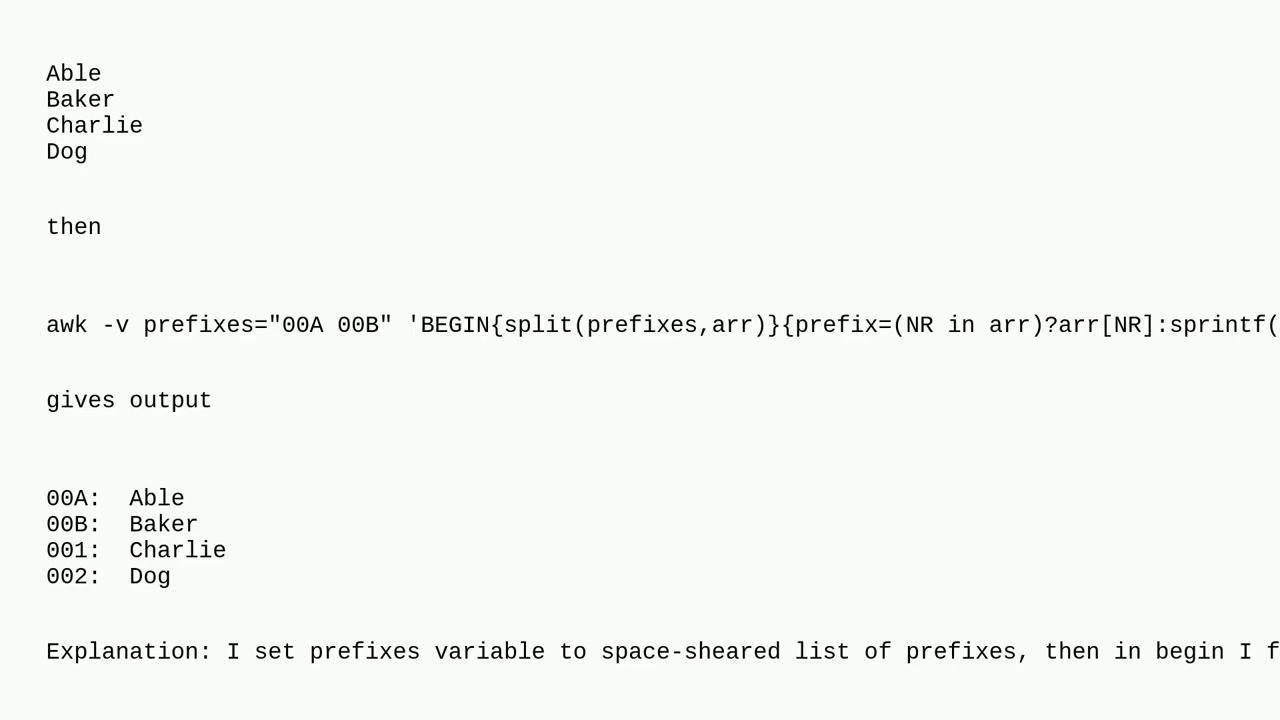 Able
Baker
Charlie
Dog
then
awk -v prefixes="00A 00B" 'BEGIN{split(prefixes,arr)}{prefix=(NR in arr)?arr[NR]:sprintf(
gives output
00A:  Able
00B:  Baker
001:  Charlie
002:  Dog
Explanation: I set prefixes variable to space-sheared list of prefixes, then in begin I f